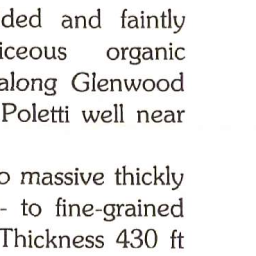 ded and faintly
iceous organic
along Glenwood
Poletti well near
o massive thickly
- to fine-grained
Thickness 430 ft